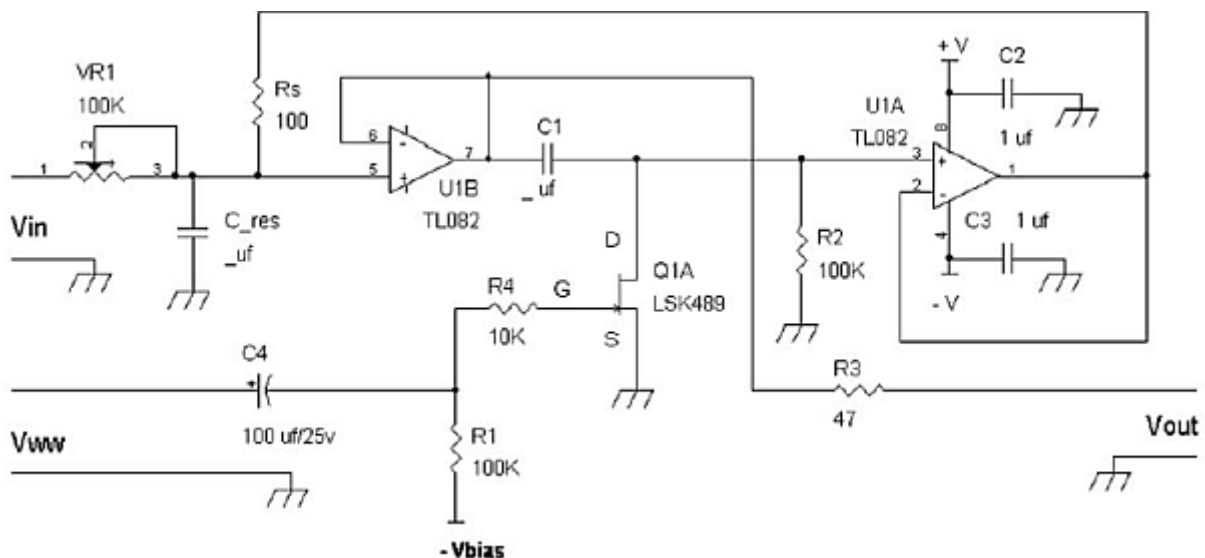 VR1
100K
2
1
3
Vin
C_res
_uf
Rs
100
6
-
5
+
7
U1B
TL082
C1
_uf
D
G
S
Q1A
LSK489
R4
10K
C4
+
100 uf/25v
Vww
R1
100K
- Vbias
R2
100K
+ V
C2
1 uf
U1A
TL082
8
3
+
2
-
1
4
C3
1 uf
- V
R3
47
Vout